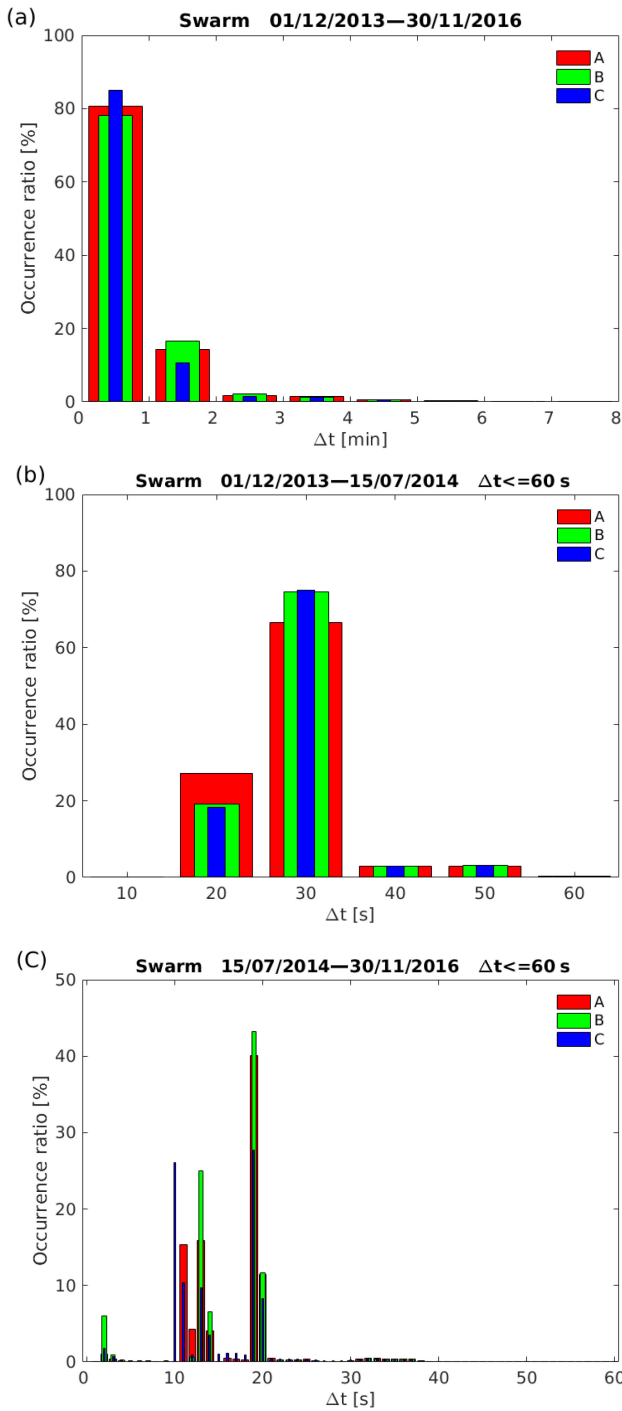 (a)
Swarm 01/12/2013—30/11/2016
100
80
60
40
20
0
Occurrence ratio [%]
A
B
C
0 1 2 3 4 5 6 7 8
Δt [min]
(b)
Swarm 01/12/2013—15/07/2014 Δt<=60 s
100
80
60
40
20
0
Occurrence ratio [%]
A
B
C
10 20 30 40 50 60
Δt [s]
(C)
Swarm 15/07/2014—30/11/2016 Δt<=60 s
50
40
30
20
10
0
Occurrence ratio [%]
A
B
C
0 10 20 30 40 50 60
Δt [s]